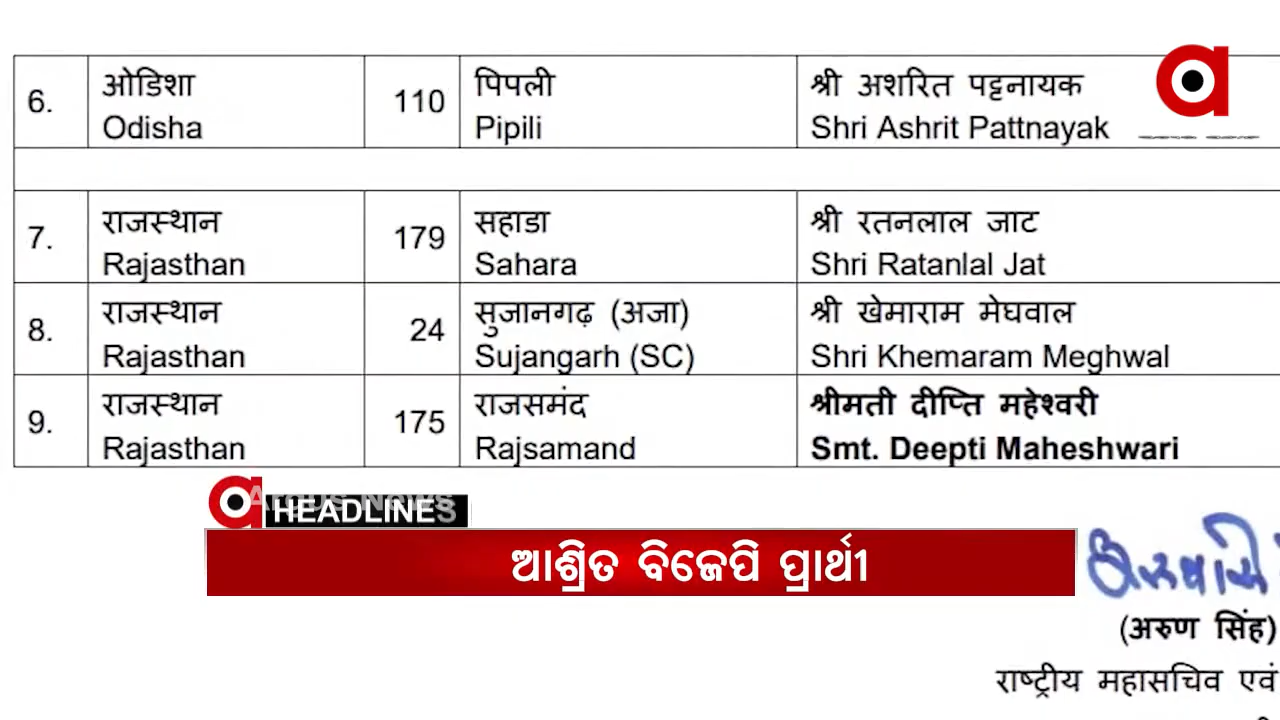 6. ओडिशा 110 पिपली श्री अशरित पट्टनायक
Odisha Pipili Shri Ashrit Pattnayak
7. राजस्थान 179 सहाडा श्री रतनलाल जाट
Rajasthan Sahara Shri Ratanlal Jat
8. राजस्थान 24 सुजानगढ़ (अजा) श्री खेमाराम मेघवाल
Rajasthan Sujangarh (SC) Shri Khemaram Meghwal
9. राजस्थान 175 राजसमंद श्रीमती दीप्ति महेश्वरी
Rajasthan Rajsamand Smt. Deepti Maheshwari
Argus News
HEADLINES
ଆଶ୍ରିତ ବିଜେପି ପ୍ରାର୍ଥୀ
(अरुण सिंह)
राष्ट्रीय महासचिव एवं